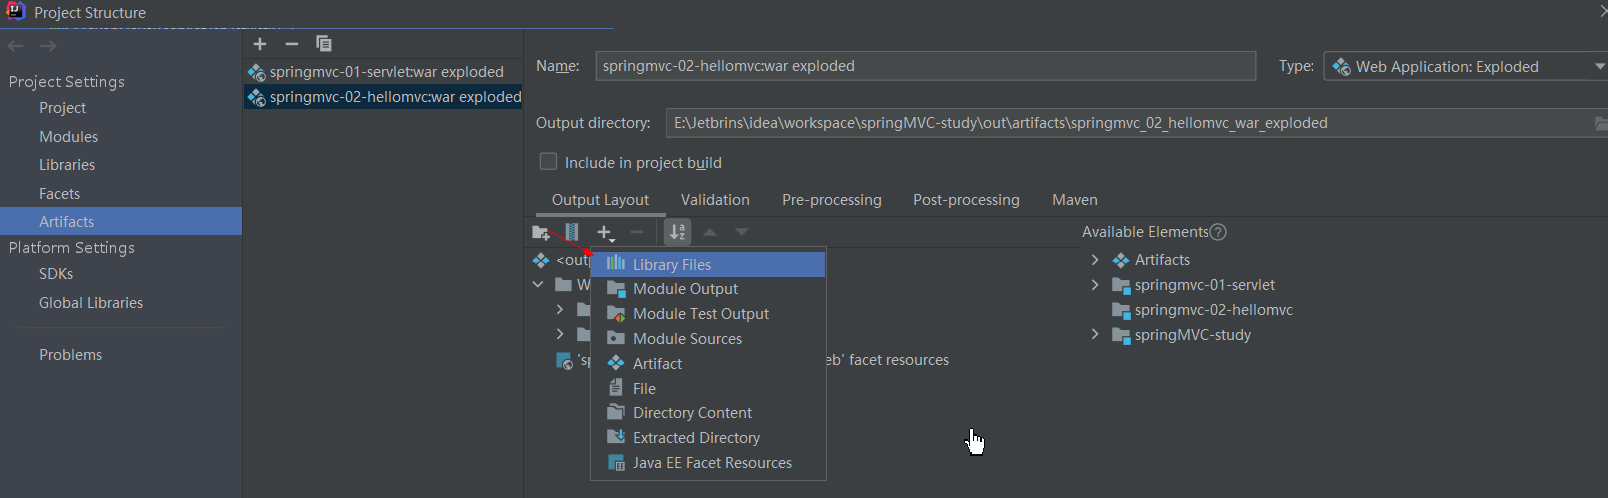 Project Structure
Project Settings
Project
Modules
Libraries
Facets
Artifacts
Platform Settings
SDKs
Global Libraries
Problems
springmvc-01-servlet:war exploded
springmvc-02-hellomvc:war exploded
Name: springmvc-02-hellomvc:war exploded
Type: Web Application: Exploded
Output directory: E:\Jetbrins\idea\workspace\springMVC-study\out\artifacts\springmvc_02_hellomvc_war_exploded
Include in project build
Output Layout Validation Pre-processing Post-processing Maven
<out
W
'sp
eb' facet resources
Library Files
Module Output
Module Test Output
Module Sources
Artifact
File
Directory Content
Extracted Directory
Java EE Facet Resources
Available Elements ?
Artifacts
springmvc-01-servlet
springmvc-02-hellomvc
springMVC-study